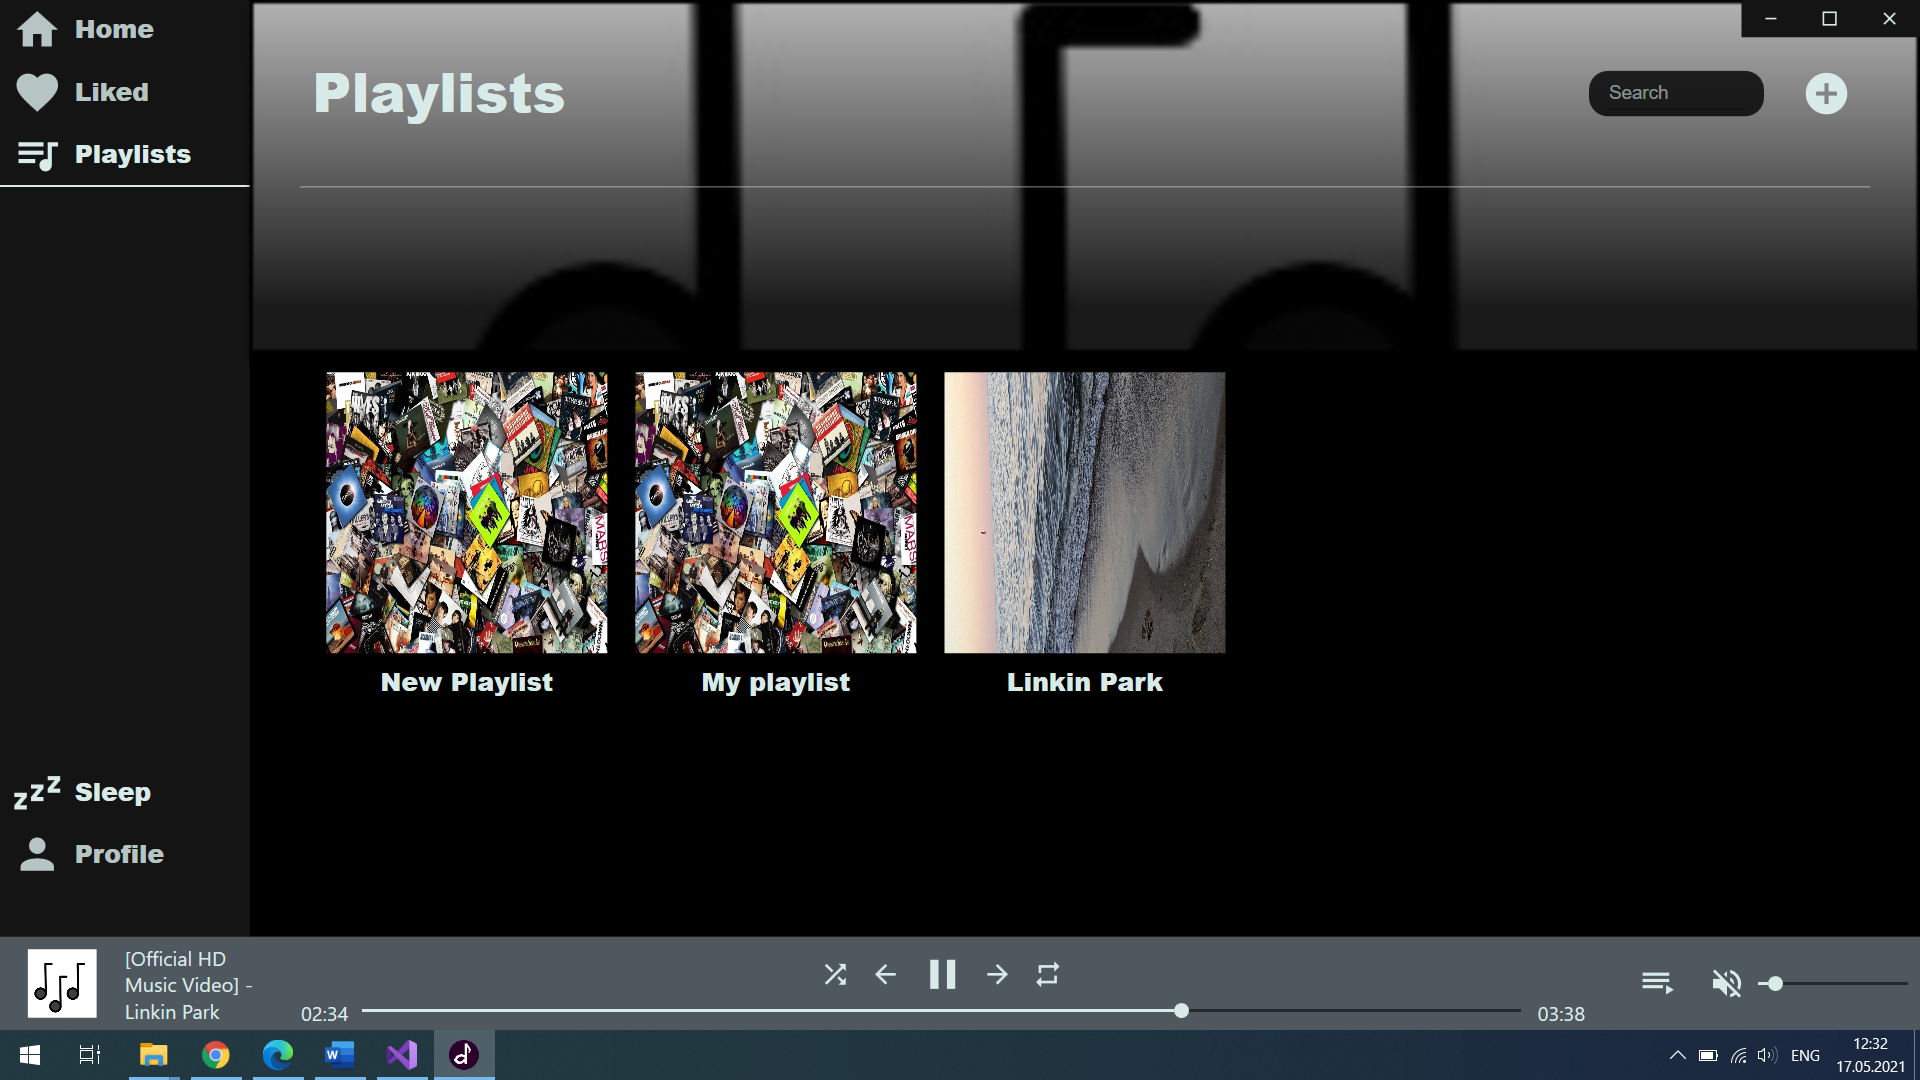 Home
Liked
Playlists
Playlists
Search
New Playlist
My playlist
Linkin Park
zzz Sleep
Profile
[Official HD
Music Video] -
Linkin Park
02:34
03:38
ENG
12:32
17.05.2021